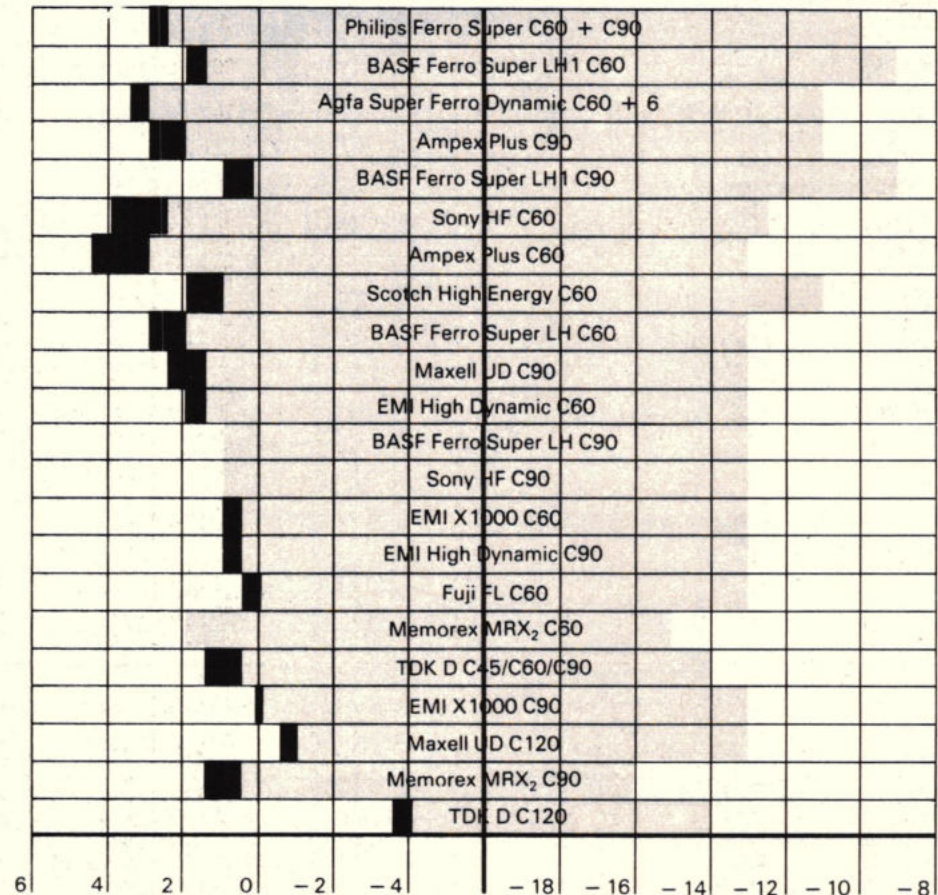 Philips Ferro Super C60 + C90
BASF Ferro Super LH1 C60
Agfa Super Ferro Dynamic C60 + 6
Ampex Plus C90
BASF Ferro Super LH1 C90
Sony HF C60
Ampex Plus C60
Scotch High Energy C60
BASF Ferro Super LH C60
Maxell UD C90
EMI High Dynamic C60
BASF Ferro Super LH C90
Sony HF C90
EMI X1000 C60
EMI High Dynamic C90
Fuji FL C60
Memorex MRX₂ C60
TDK D C45/C60/C90
EMI X1000 C90
Maxell UD C120
Memorex MRX₂ C90
TDK D C120
6 4 2 0 -2 -4 -18 -16 -14 -12 -10 -8